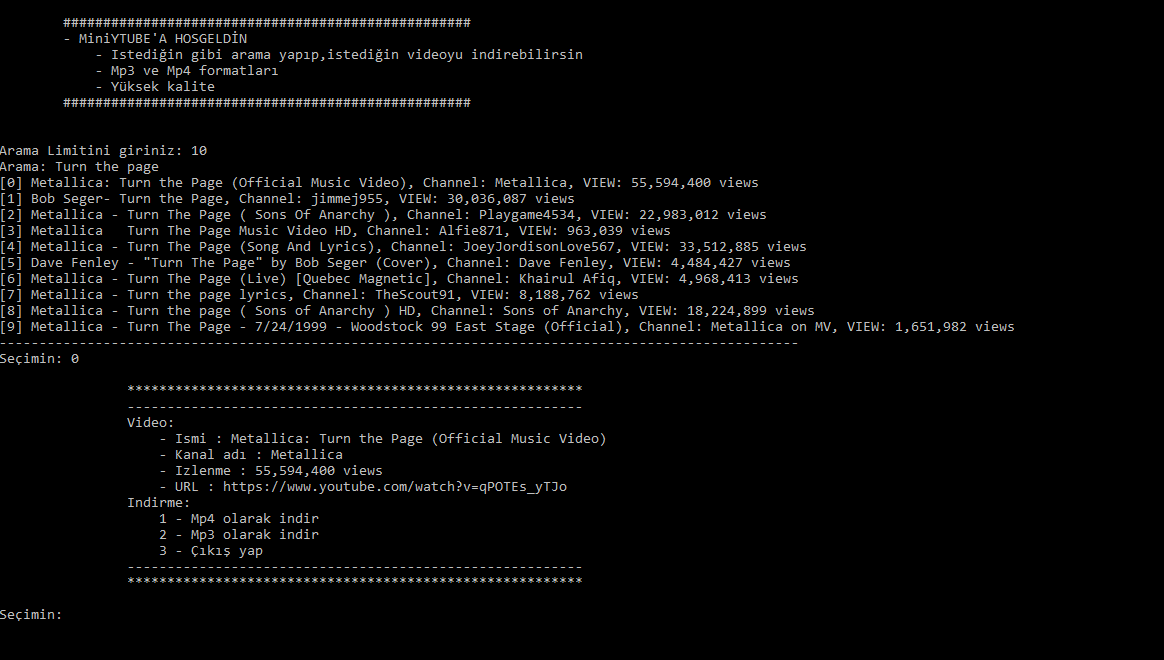 ###################################################
- MiniYTUBE'A HOSGELDİN
- Istediğin gibi arama yapıp,istediğin videoyu indirebilirsin
- Mp3 ve Mp4 formatları
- Yüksek kalite
###################################################
Arama Limitini giriniz: 10
Arama: Turn the page
[0] Metallica: Turn the Page (Official Music Video), Channel: Metallica, VIEW: 55,594,400 views
[1] Bob Seger- Turn the Page, Channel: jimmej955, VIEW: 30,036,087 views
[2] Metallica - Turn The Page ( Sons Of Anarchy ), Channel: Playgame4534, VIEW: 22,983,012 views
[3] Metallica   Turn The Page Music Video HD, Channel: Alfie871, VIEW: 963,039 views
[4] Metallica - Turn The Page (Song And Lyrics), Channel: JoeyJordisonLove567, VIEW: 33,512,885 views
[5] Dave Fenley - "Turn The Page" by Bob Seger (Cover), Channel: Dave Fenley, VIEW: 4,484,427 views
[6] Metallica - Turn The Page (Live) [Quebec Magnetic], Channel: Khairul Afiq, VIEW: 4,968,413 views
[7] Metallica - Turn the page lyrics, Channel: TheScout91, VIEW: 8,188,762 views
[8] Metallica - Turn the page ( Sons of Anarchy ) HD, Channel: Sons of Anarchy, VIEW: 18,224,899 views
[9] Metallica - Turn The Page - 7/24/1999 - Woodstock 99 East Stage (Official), Channel: Metallica on MV, VIEW: 1,651,982 views
----------------------------------------------------------------------------------------------------
Seçimin: 0
*********************************************************
---------------------------------------------------------
Video:
- Ismi : Metallica: Turn the Page (Official Music Video)
- Kanal adı : Metallica
- Izlenme : 55,594,400 views
- URL : https://www.youtube.com/watch?v=qPOTEs_yTJo
Indirme:
1 - Mp4 olarak indir
2 - Mp3 olarak indir
3 - Çıkış yap
---------------------------------------------------------
*********************************************************
Seçimin: